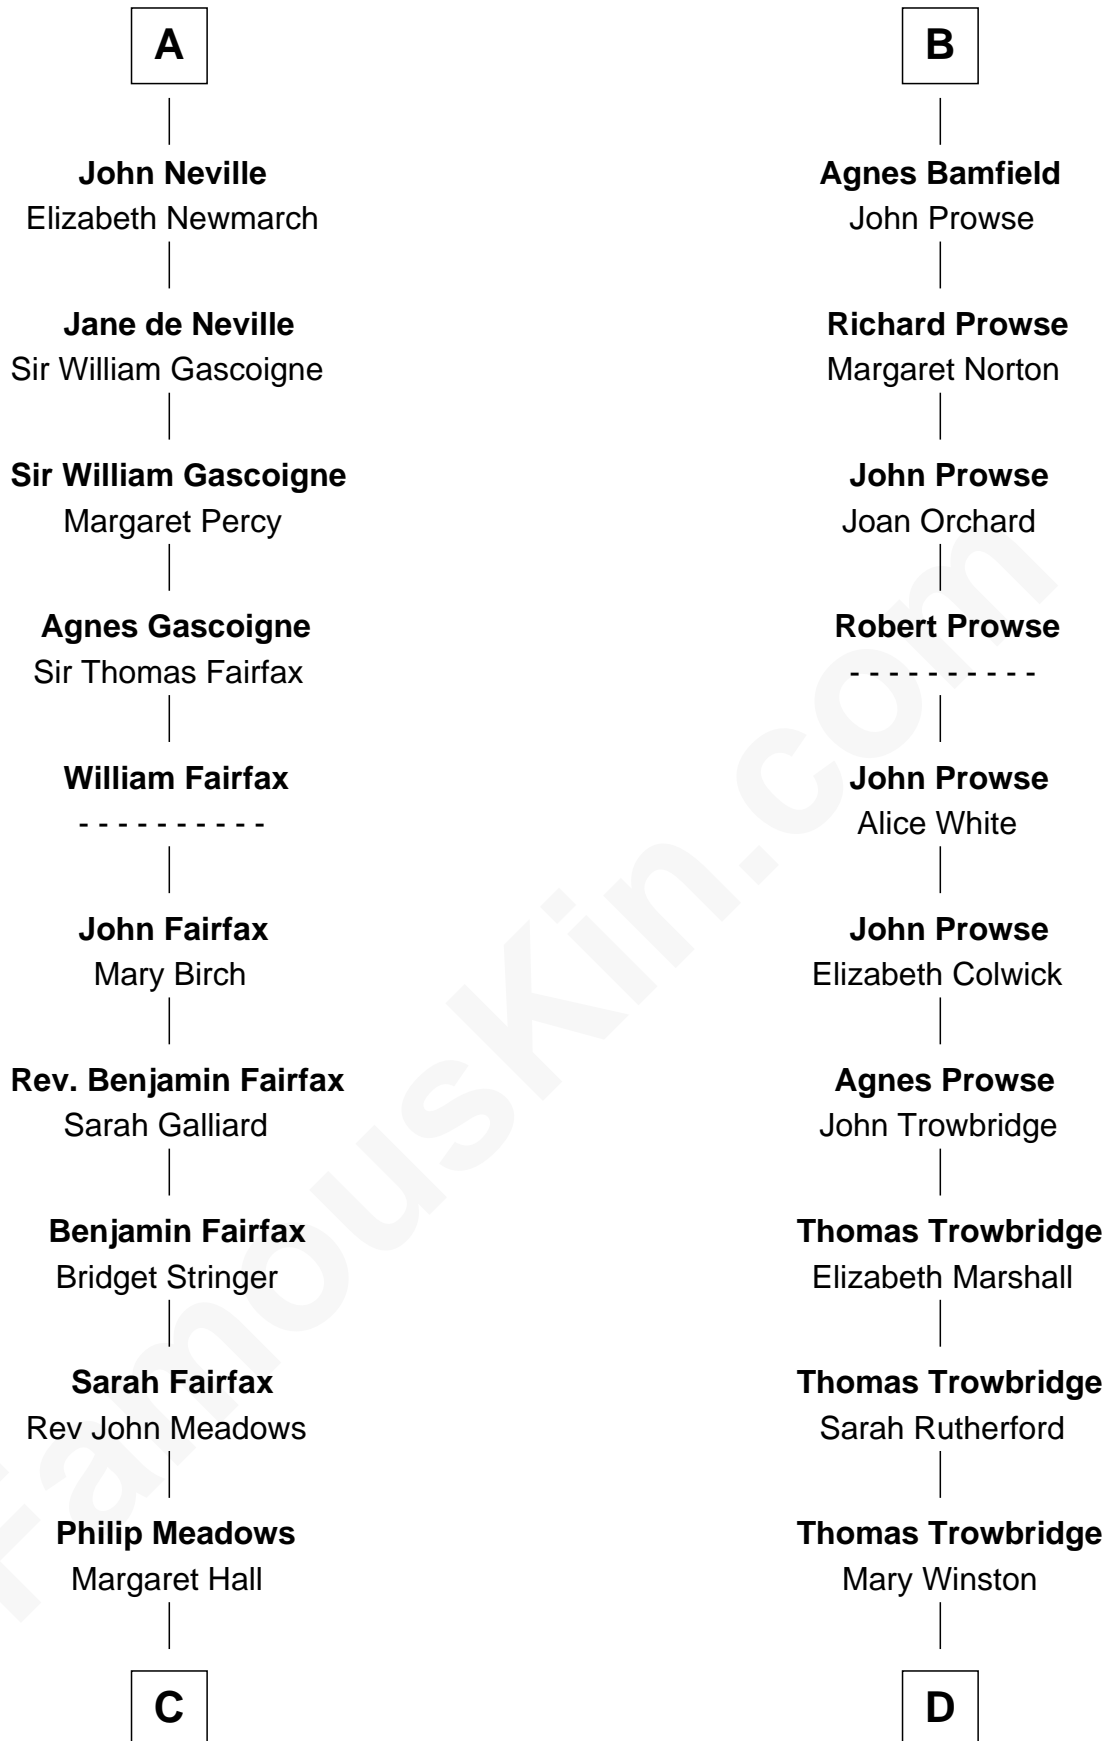 A
John Neville
Elizabeth Newmarch
Jane de Neville
Sir William Gascoigne
Sir William Gascoigne
Margaret Percy
Agnes Gascoigne
Sir Thomas Fairfax
William Fairfax
- - - - - - - - - -
John Fairfax
Mary Birch
Rev. Benjamin Fairfax
Sarah Galliard
Benjamin Fairfax
Bridget Stringer
Sarah Fairfax
Rev John Meadows
Philip Meadows
Margaret Hall
C
B
Agnes Bamfield
John Prowse
Richard Prowse
Margaret Norton
John Prowse
Joan Orchard
Robert Prowse
- - - - - - - - - -
John Prowse
Alice White
John Prowse
Elizabeth Colwick
Agnes Prowse
John Trowbridge
Thomas Trowbridge
Elizabeth Marshall
Thomas Trowbridge
Sarah Rutherford
Thomas Trowbridge
Mary Winston
D
FamousKin.com